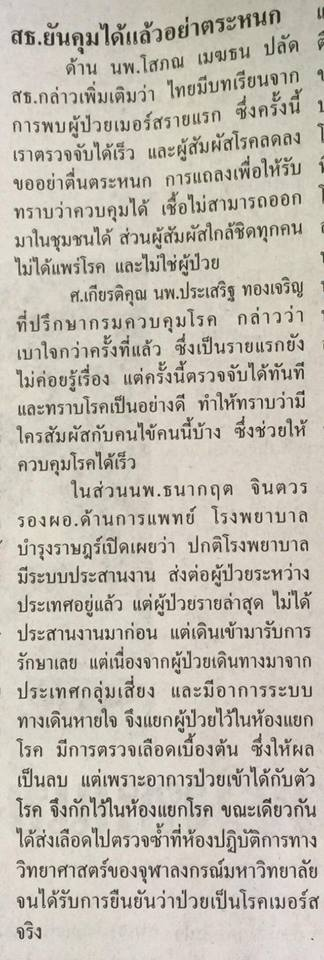 สธ.ยันคุมได้แล้วอย่าตระหนก
ด้าน นพ.โสภณ เมฆธน ปลัด
สธ.กล่าวเพิ่มเติมว่า ไทยมีบทเรียนจาก
การพบผู้ป่วยเมอร์สรายแรก ซึ่งครั้งนี้
เราตรวจจับได้เร็ว และผู้สัมผัสโรคลดลง
ขออย่าตื่นตระหนก การแถลงเพื่อให้รับ
ทราบว่าควบคุมได้ เชื้อไม่สามารถออก
มาในชุมชนได้ ส่วนผู้สัมผัสใกล้ชิดทุกคน
ไม่ได้แพร่โรค และไม่ใช่ผู้ป่วย
ศ.เกียรติคุณ นพ.ประเสริฐ ทองเจริญ
ที่ปรึกษากรมควบคุมโรค กล่าวว่า
เบาใจกว่าครั้งที่แล้ว ซึ่งเป็นรายแรกยัง
ไม่ค่อยรู้เรื่อง แต่ครั้งนี้ตรวจจับได้ทันที
และทราบโรคเป็นอย่างดี ทำให้ทราบว่ามี
ใครสัมผัสกับคนไข้คนนี้บ้าง ซึ่งช่วยให้
ควบคุมโรคได้เร็ว
ในส่วนนพ.ธนากฤต จินตวร
รองผอ.ด้านการแพทย์ โรงพยาบาล
บำรุงราษฎร์เปิดเผยว่า ปกติโรงพยาบาล
มีระบบประสานงาน ส่งต่อผู้ป่วยระหว่าง
ประเทศอยู่แล้ว แต่ผู้ป่วยรายล่าสุด ไม่ได้
ประสานงานมาก่อน แต่เดินเข้ามารับการ
รักษาเลย แต่เนื่องจากผู้ป่วยเดินทางมาจาก
ประเทศกลุ่มเสี่ยง และมีอาการระบบ
ทางเดินหายใจ จึงแยกผู้ป่วยไว้ในห้องแยก
โรค มีการตรวจเลือดเบื้องต้น ซึ่งให้ผล
เป็นลบ แต่เพราะอาการป่วยเข้าได้กับตัว
โรค จึงกักไว้ในห้องแยกโรค ขณะเดียวกัน
ได้ส่งเลือดไปตรวจซ้ำที่ห้องปฏิบัติการทาง
วิทยาศาสตร์ของจุฬาลงกรณ์มหาวิทยาลัย
จนได้รับการยืนยันว่าป่วยเป็นโรคเมอร์ส
จริง